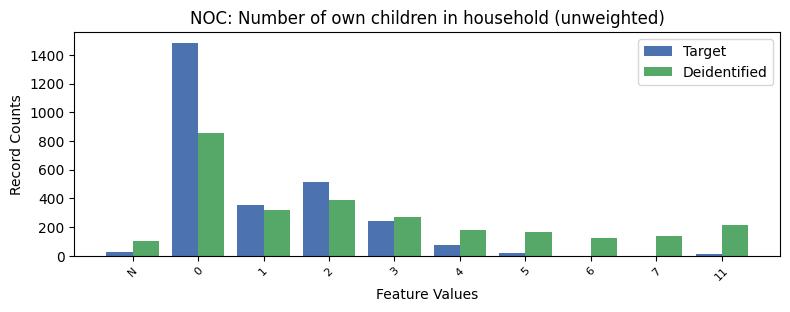 NOC: Number of own children in household (unweighted)
Target
Deidentified
1400
1200
1000
800
600
400
200
0
Record Counts
N 0 1 2 3 4 5 6 7 11
Feature Values